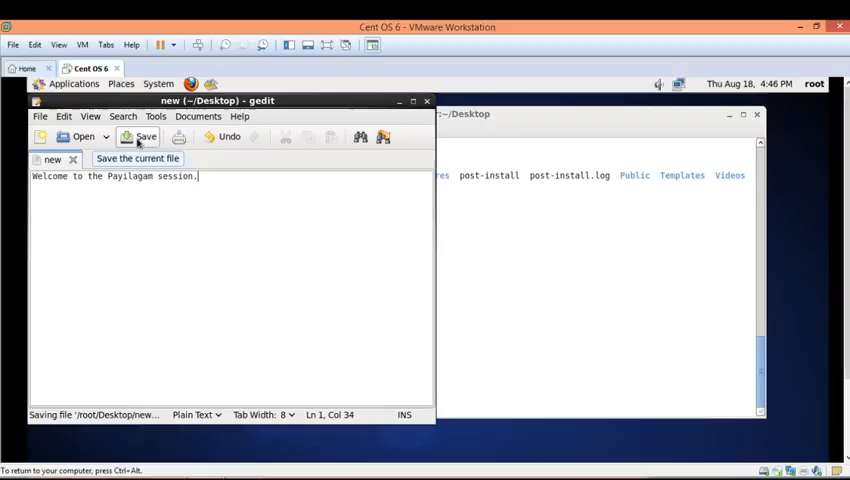 Cent OS 6 - VMware Workstation
File Edit View VM Tabs Help
Home Cent OS 6
Applications Places System Thu Aug 18, 4:46 PM root
new (~/Desktop) - gedit
:~/Desktop
File Edit View Search Tools Documents Help
Open Save Undo
new Save the current file
Welcome to the Payilagam session.
res post-install post-install.log Public Templates Videos
Saving file '/root/Desktop/new... Plain Text Tab Width: 8 Ln 1, Col 34 INS
To return to your computer, press Ctrl+Alt.